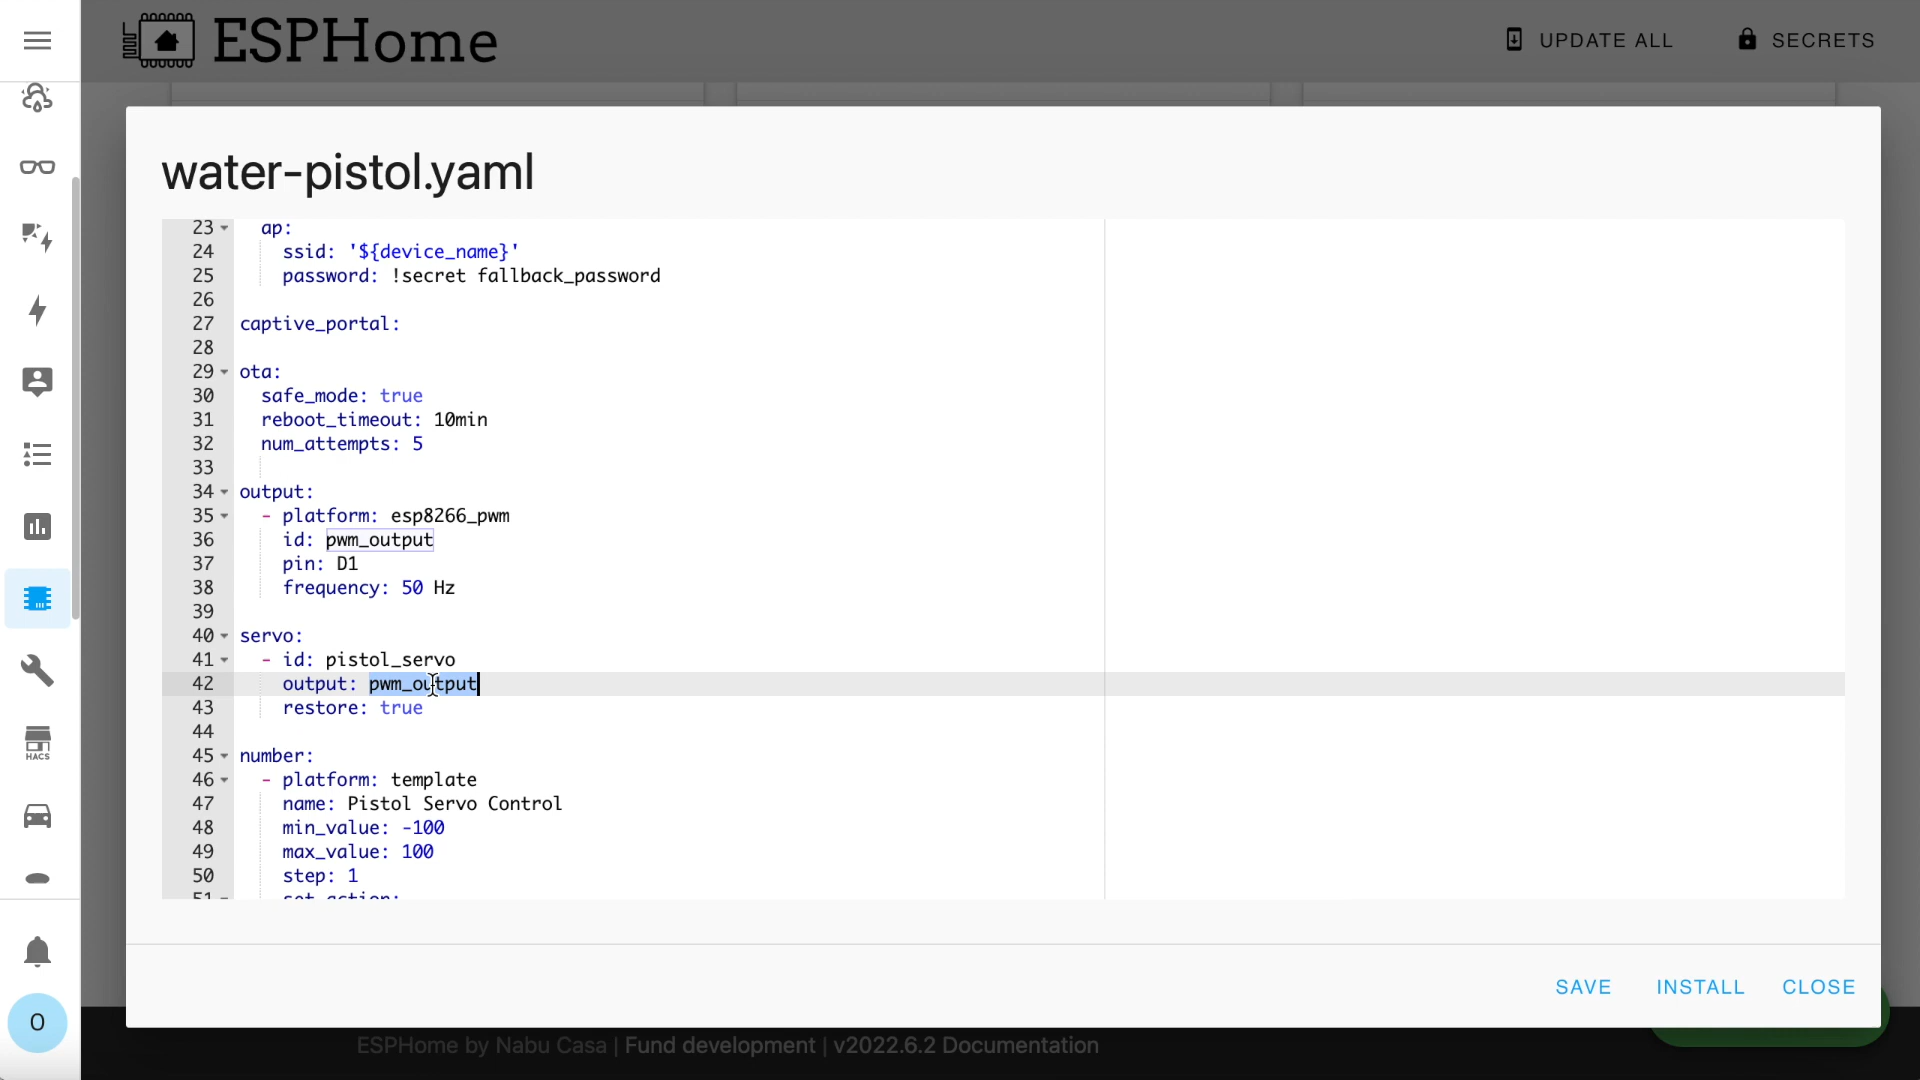 ESPHome
UPDATE ALL
SECRETS
water-pistol.yaml
23 ap:
24 ssid: '${device_name}'
25 password: !secret fallback_password
26
27 captive_portal:
28
29 ota:
30 safe_mode: true
31 reboot_timeout: 10min
32 num_attempts: 5
33
34 output:
35 - platform: esp8266_pwm
36 id: pwm_output
37 pin: D1
38 frequency: 50 Hz
39
40 servo:
41 - id: pistol_servo
42 output: pwm_output
43 restore: true
44
45 number:
46 - platform: template
47 name: Pistol Servo Control
48 min_value: -100
49 max_value: 100
50 step: 1
51 set_action:
HACS
O
SAVE
INSTALL
CLOSE
ESPHome by Nabu Casa | Fund development | v2022.6.2 Documentation